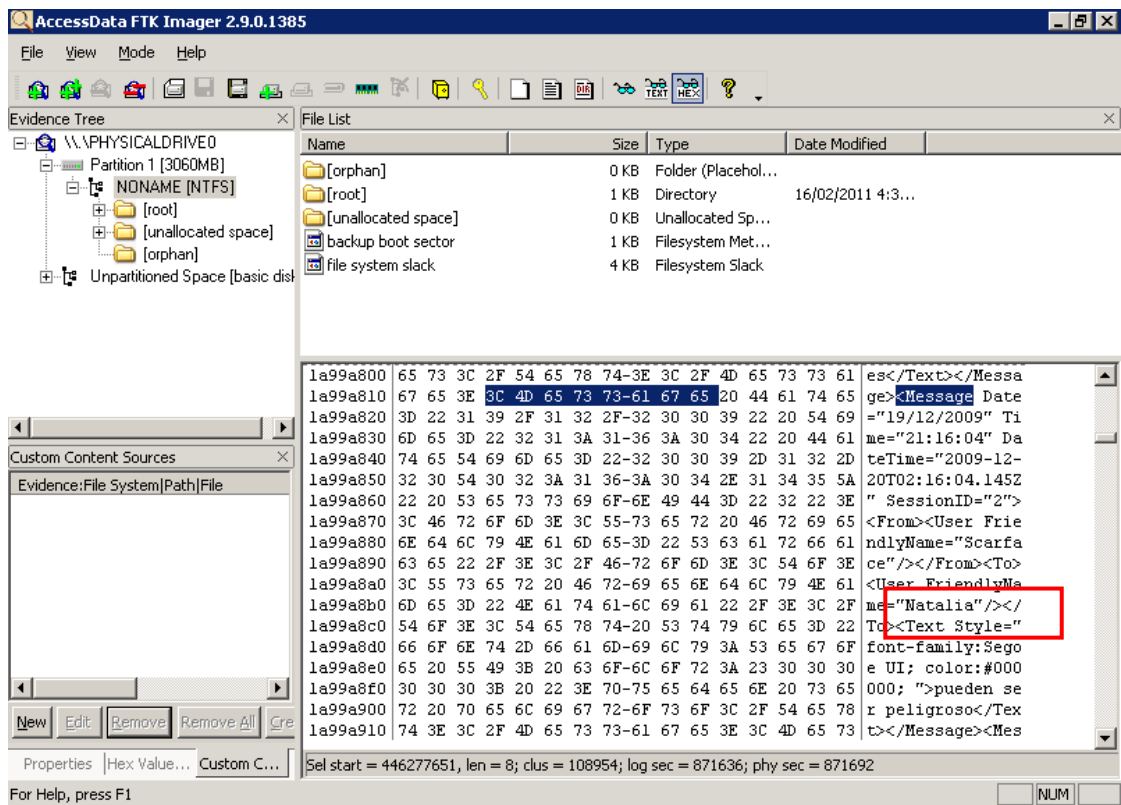 AccessData FTK Imager 2.9.0.1385
File View Mode Help
TEXT HEX
Evidence Tree
\\.\PHYSICALDRIVE0
Partition 1 [3060MB]
NONAME [NTFS]
[root]
[unallocated space]
[orphan]
Unpartitioned Space [basic disk
Custom Content Sources
Evidence:File System|Path|File
New Edit Remove Remove All Cre
Properties Hex Value... Custom C...
File List
Name Size Type Date Modified
[orphan] 0 KB Folder (Placehol...
[root] 1 KB Directory 16/02/2011 4:3...
[unallocated space] 0 KB Unallocated Sp...
backup boot sector 1 KB Filesystem Met...
file system slack 4 KB Filesystem Slack
1a99a800 65 73 3C 2F 54 65 78 74-3E 3C 2F 4D 65 73 73 61 es</Text></Messa
1a99a810 67 65 3E 3C 4D 65 73 73-61 67 65 20 44 61 74 65 ge><Message Date
1a99a820 3D 22 31 39 2F 31 32 2F-32 30 30 39 22 20 54 69 ="19/12/2009" Ti
1a99a830 6D 65 3D 22 32 31 3A 31-36 3A 30 34 22 20 44 61 me="21:16:04" Da
1a99a840 74 65 54 69 6D 65 3D 22-32 30 30 39 2D 31 32 2D teTime="2009-12-
1a99a850 32 30 54 30 32 3A 31 36-3A 30 34 2E 31 34 35 5A 20T02:16:04.145Z
1a99a860 22 20 53 65 73 73 69 6F-6E 49 44 3D 22 32 22 3E " SessionID="2">
1a99a870 3C 46 72 6F 6D 3E 3C 55-73 65 72 20 46 72 69 65 <From><User Frie
1a99a880 6E 64 6C 79 4E 61 6D 65-3D 22 53 63 61 72 66 61 ndlyName="Scarfa
1a99a890 63 65 22 2F 3E 3C 2F 46-72 6F 6D 3E 3C 54 6F 3E ce"/></From><To>
1a99a8a0 3C 55 73 65 72 20 46 72-69 65 6E 64 6C 79 4E 61 <User FriendlyNa
1a99a8b0 6D 65 3D 22 4E 61 74 61-6C 69 61 22 2F 3E 3C 2F me="Natalia"/></
1a99a8c0 54 6F 3E 3C 54 65 78 74-20 53 74 79 6C 65 3D 22 To><Text Style="
1a99a8d0 66 6F 6E 74 2D 66 61 6D-69 6C 79 3A 53 65 67 6F font-family:Sego
1a99a8e0 65 20 55 49 3B 20 63 6F-6C 6F 72 3A 23 30 30 30 e UI; color:#000
1a99a8f0 30 30 30 3B 20 22 3E 70-75 65 64 65 6E 20 73 65 000; ">pueden se
1a99a900 72 20 70 65 6C 69 67 72-6F 73 6F 3C 2F 54 65 78 r peligroso</Tex
1a99a910 74 3E 3C 2F 4D 65 73 73-61 67 65 3E 3C 4D 65 73 t></Message><Mes
Sel start = 446277651, len = 8; clus = 108954; log sec = 871636; phy sec = 871692
For Help, press F1
NUM